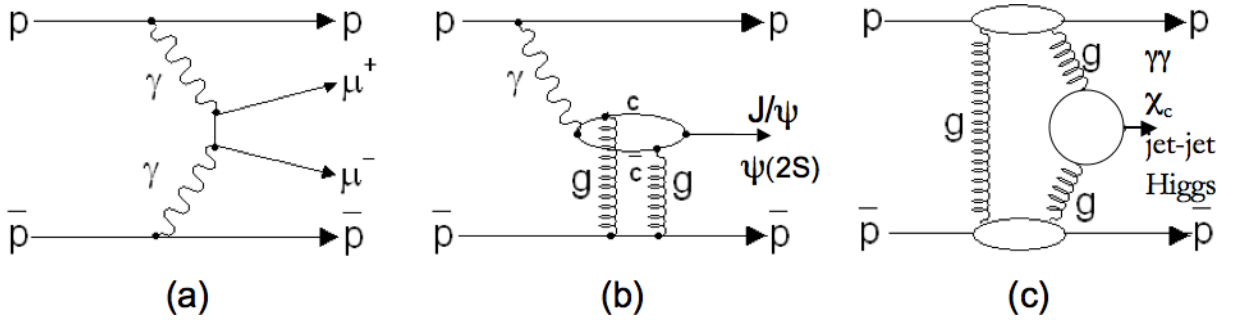 p p
γ
μ⁺
γ
μ⁻
p̅ p̅
(a)
p p
γ
c
J/ψ
g c̅ g ψ(2S)
p̅ p̅
(b)
p p
g γγ
χc
g
jet-jet
g Higgs
p̅ p̅
(c)